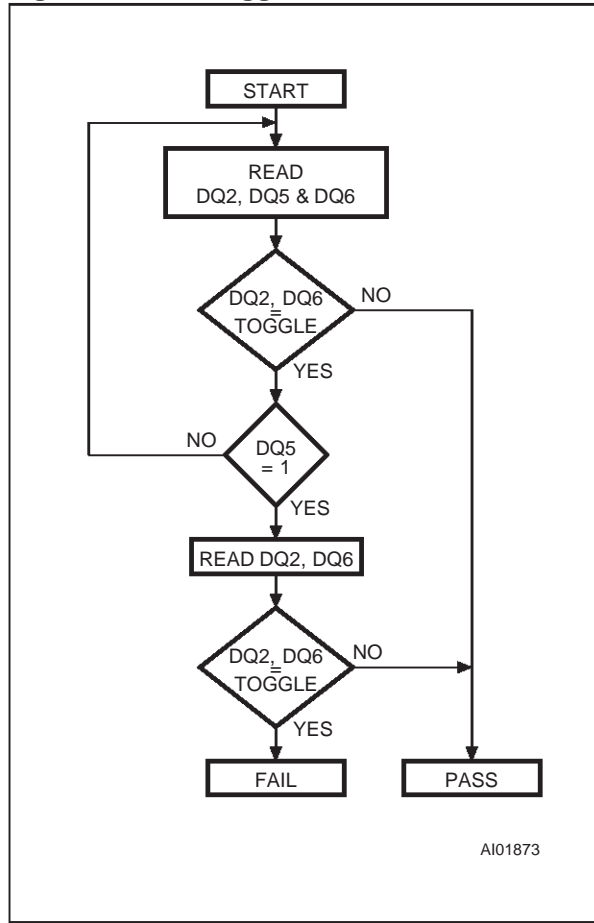 START
READ
DQ2, DQ5 & DQ6
DQ2, DQ6
=
TOGGLE
NO
YES
NO
DQ5
= 1
YES
READ DQ2, DQ6
DQ2, DQ6
=
TOGGLE
NO
YES
FAIL
PASS
AI01873